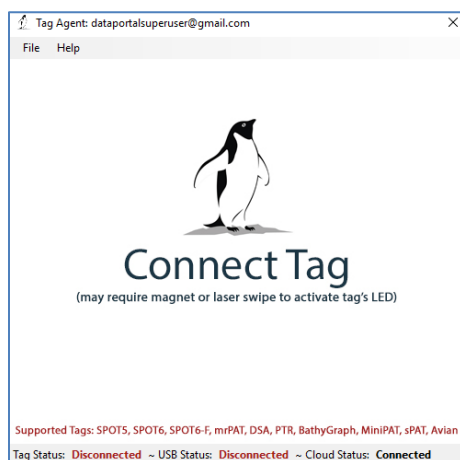 Tag Agent: dataportalsuperuser@gmail.com
File Help
Connect Tag
(may require magnet or laser swipe to activate tag's LED)
Supported Tags: SPOT5, SPOT6, SPOT6-F, mrPAT, DSA, PTR, BathyGraph, MiniPAT, sPAT, Avian
Tag Status: Disconnected ~ USB Status: Disconnected ~ Cloud Status: Connected